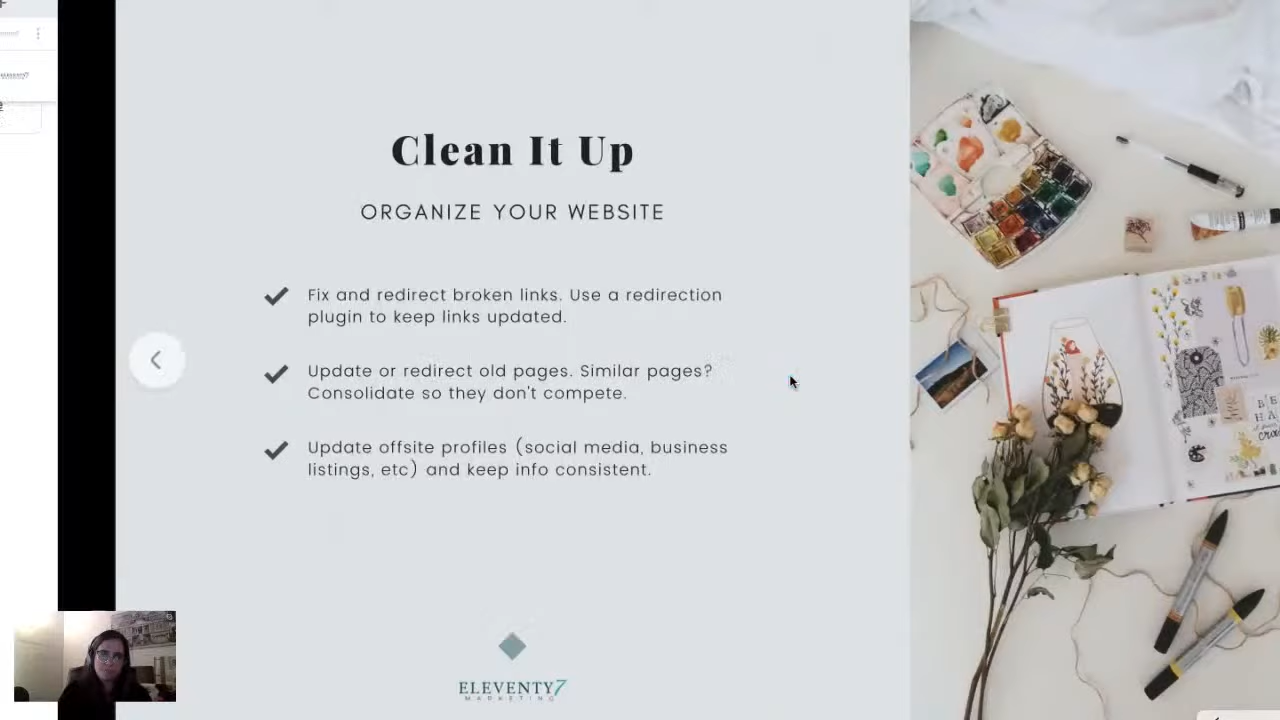 Clean It Up
ORGANIZE YOUR WEBSITE
Fix and redirect broken links. Use a redirection
plugin to keep links updated.
Update or redirect old pages. Similar pages?
Consolidate so they don't compete.
Update offsite profiles (social media, business
listings, etc) and keep info consistent.
ELEVENTY7
MARKETING